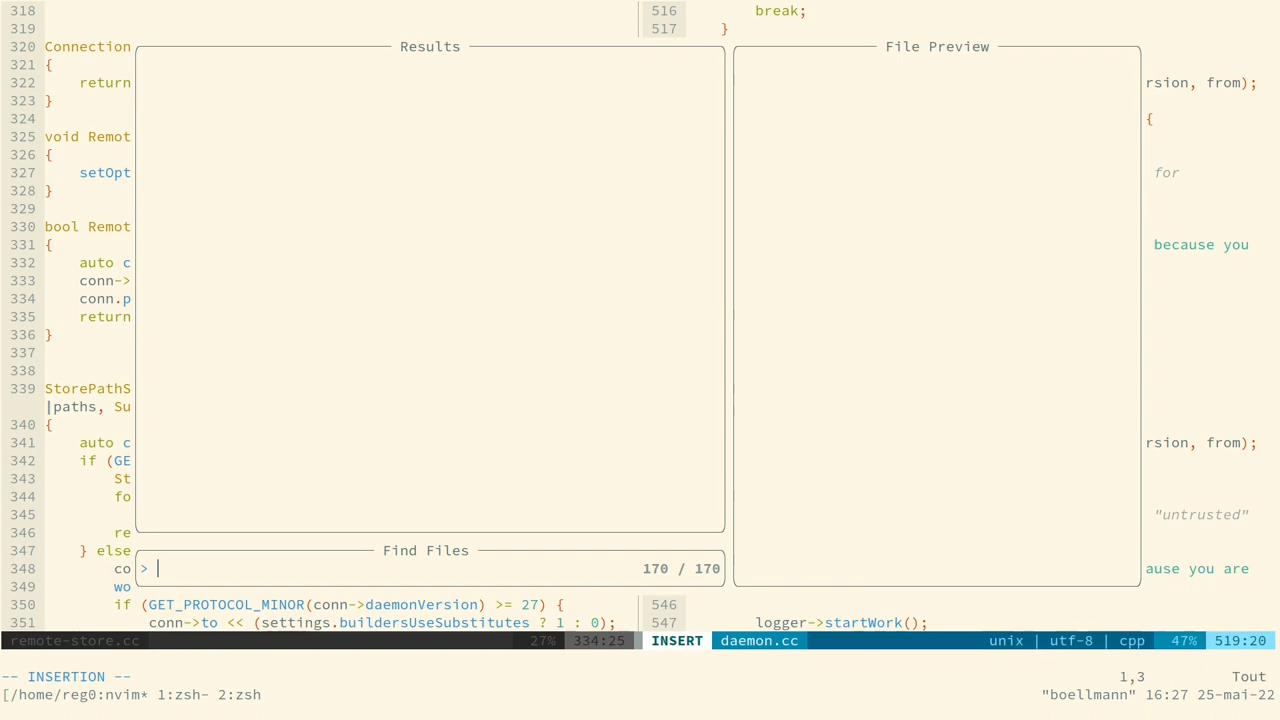 318
319
320 Connection
321 {
322     return
323 }
324
325 void Remot
326 {
327     setOpt
328 }
329
330 bool Remot
331 {
332     auto c
333     conn->
334     conn.p
335     return
336 }
337
338
339 StorePathS
|paths, Su
340 {
341     auto c
342     if (GE
343         St
344         fo
345
346         re
347     } else
348         co
349         wo
350         if (GET_PROTOCOL_MINOR(conn->daemonVersion) >= 27) {
351             conn->to << (settings.buildersUseSubstitutes ? 1 : 0);
Results
Find Files
> 170 / 170
File Preview
516     break;
517 }
rsion, from);
{
for
because you
rsion, from);
"untrusted"
ause you are
546
547     logger->startWork();
remote-store.cc 27% 334:25
INSERT daemon.cc unix | utf-8 | cpp 47% 519:20
-- INSERTION -- 1,3 Tout
[/home/reg0:nvim* 1:zsh- 2:zsh "boellmann" 16:27 25-mai-22